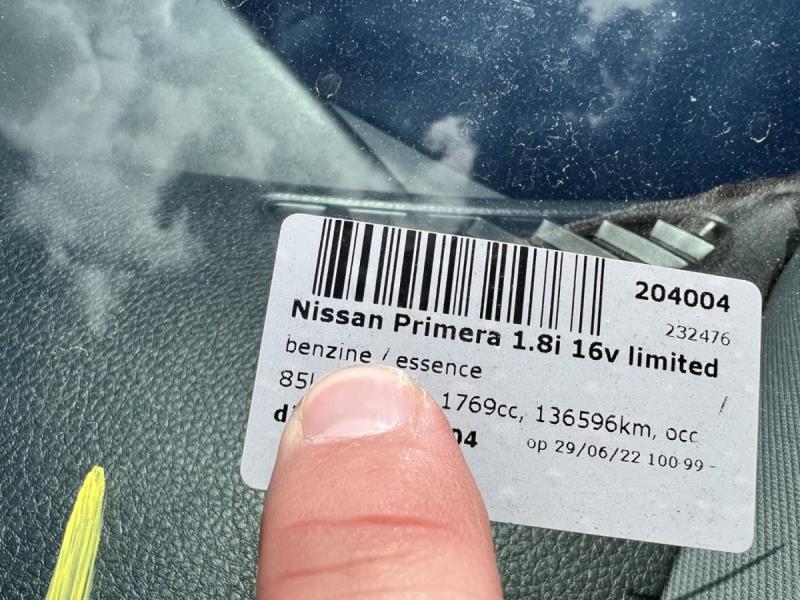 204004
232476
Nissan Primera 1.8i 16v limited
benzine / essence
1769cc, 136596km, occ
op 29/06/22 100-99 -